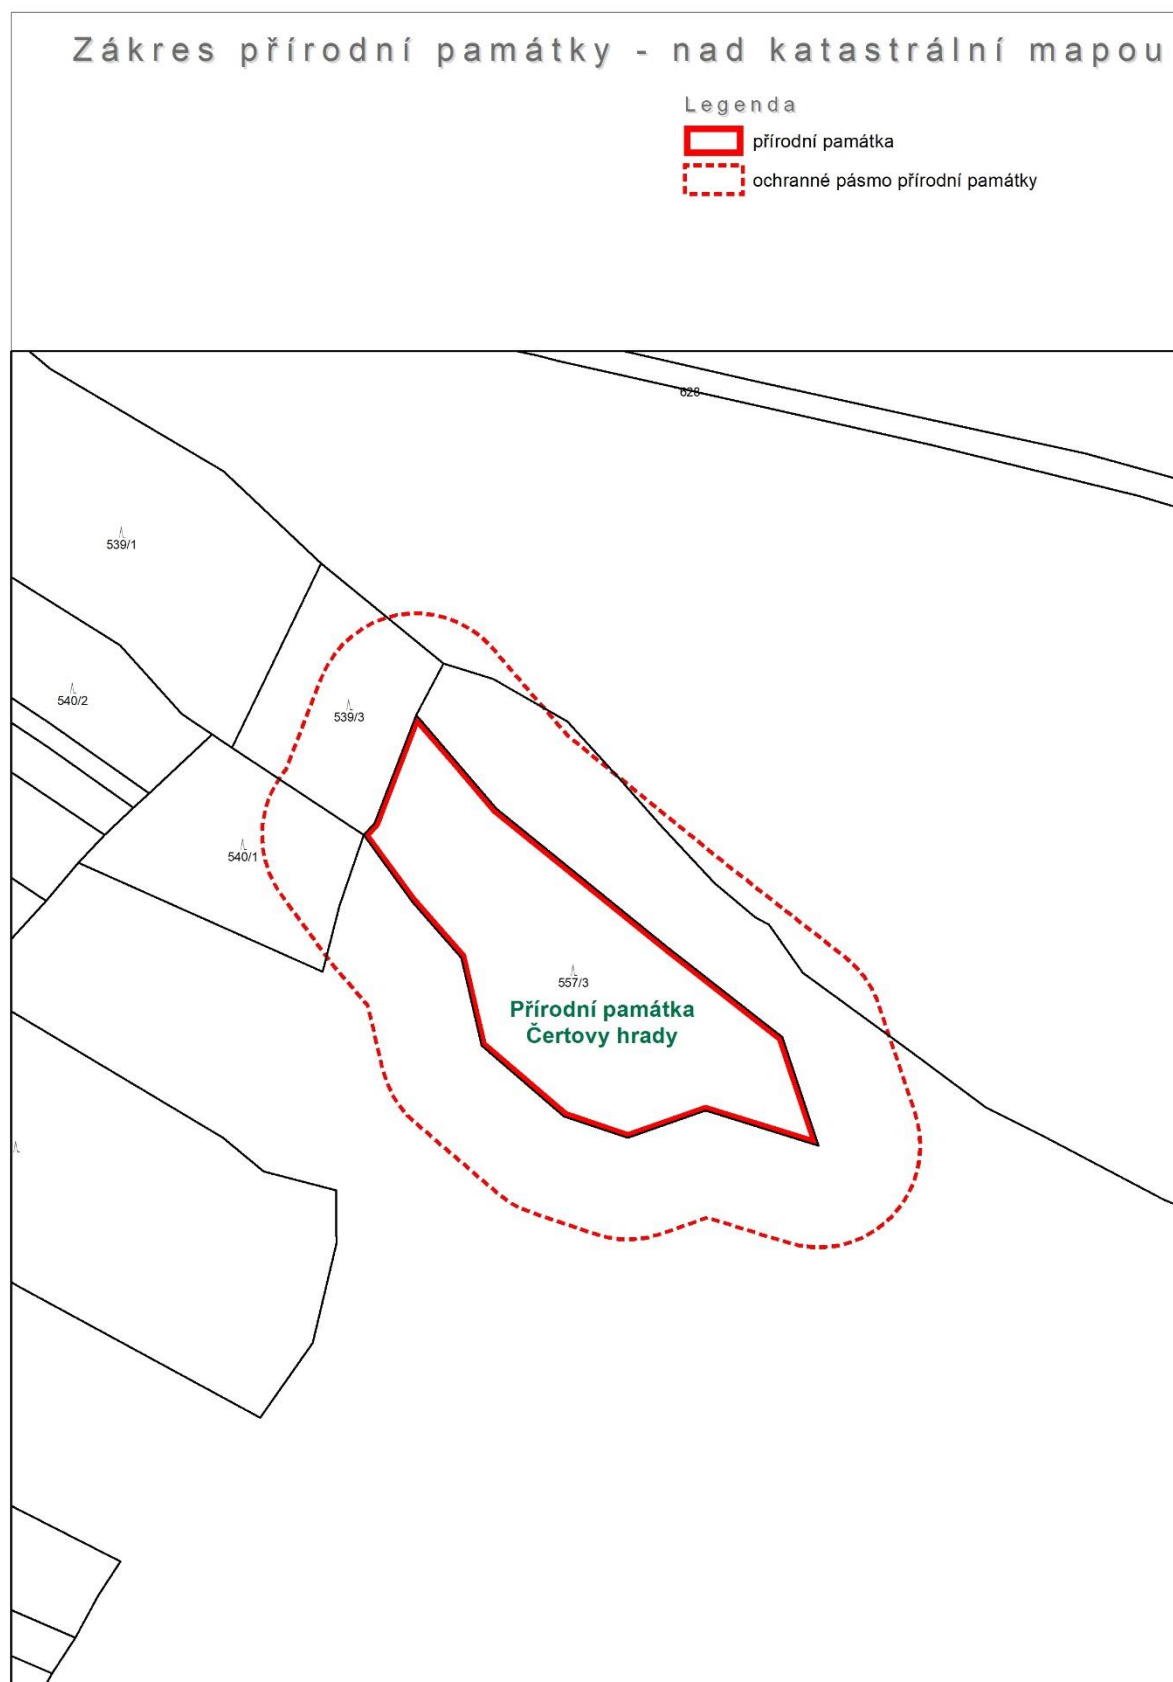 Zákres přírodní památky - nad katastrální mapou
Legenda
přírodní památka
ochranné pásmo přírodní památky
628
539/1
540/2
539/3
540/1
557/3
Přírodní památka
Čertovy hrady